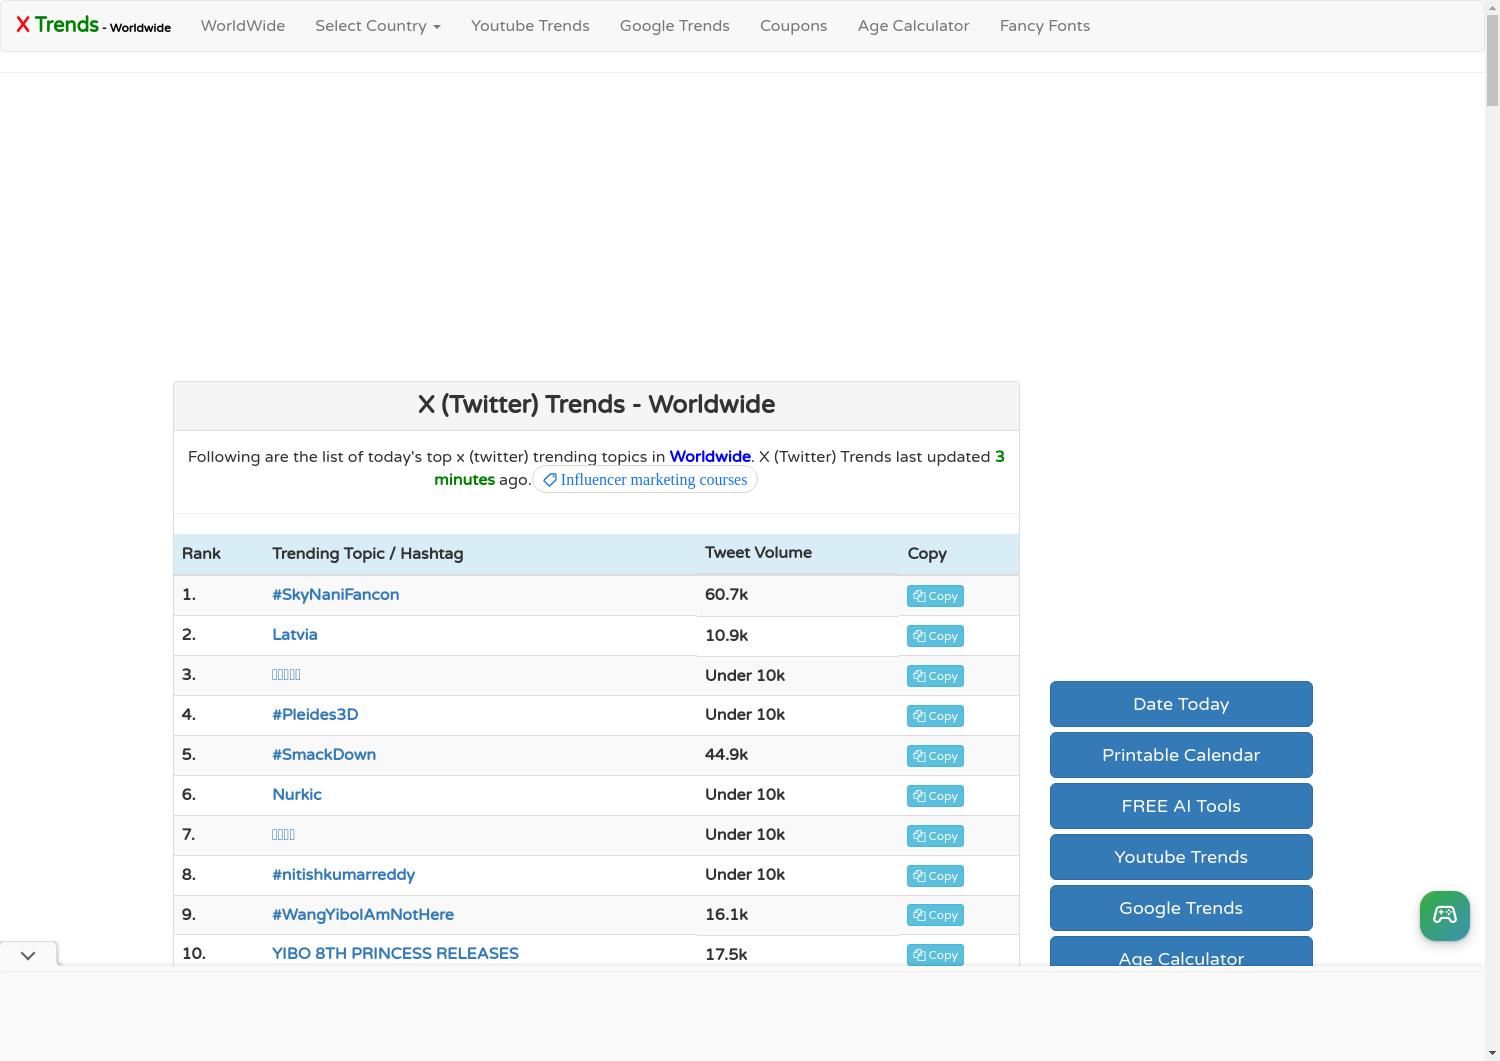 X Trends - Worldwide WorldWide Select Country Youtube Trends Google Trends Coupons Age Calculator Fancy Fonts
X (Twitter) Trends - Worldwide
Following are the list of today's top x (twitter) trending topics in Worldwide. X (Twitter) Trends last updated 3
minutes ago. Influencer marketing courses
Rank Trending Topic / Hashtag Tweet Volume Copy
1. #SkyNaniFancon 60.7k Copy
2. Latvia 10.9k Copy
3. Under 10k Copy
4. #Pleides3D Under 10k Copy
5. #SmackDown 44.9k Copy
6. Nurkic Under 10k Copy
7. Under 10k Copy
8. #nitishkumarreddy Under 10k Copy
9. #WangYiboIAmNotHere 16.1k Copy
10. YIBO 8TH PRINCESS RELEASES 17.5k Copy
Date Today
Printable Calendar
FREE AI Tools
Youtube Trends
Google Trends
Age Calculator